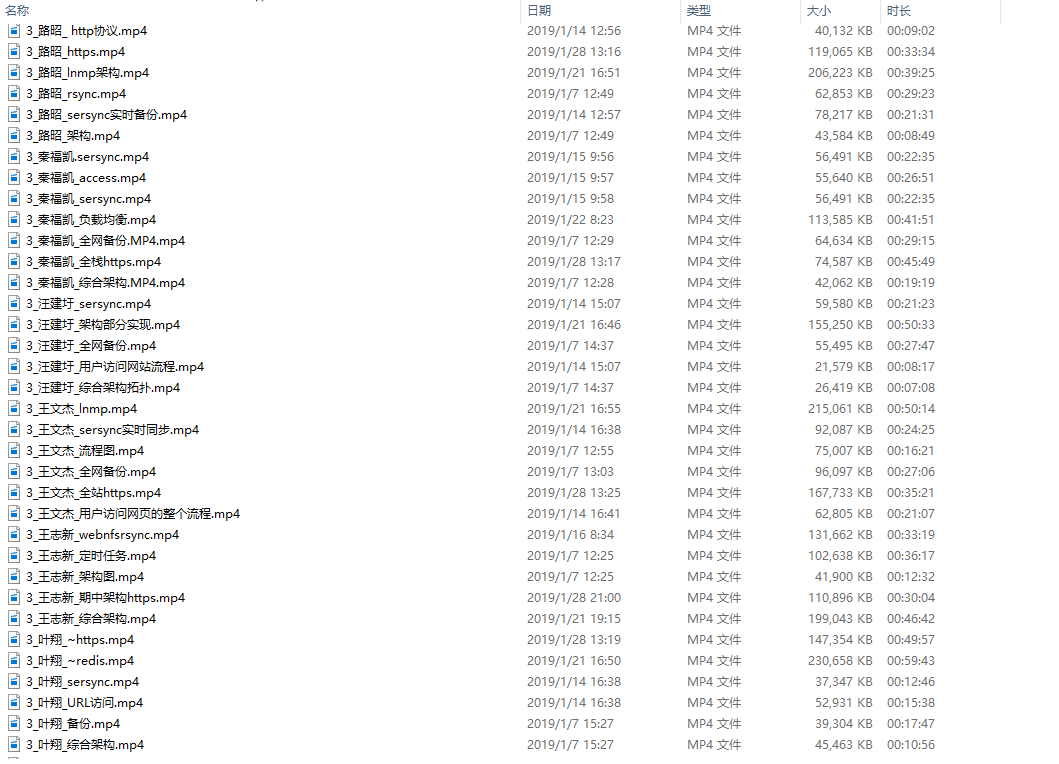 名称 日期 类型 大小 时长
3_路昭_ http协议.mp4 2019/1/14 12:56 MP4 文件 40,132 KB 00:09:02
3_路昭_https.mp4 2019/1/28 13:16 MP4 文件 119,065 KB 00:33:34
3_路昭_lnmp架构.mp4 2019/1/21 16:51 MP4 文件 206,223 KB 00:39:25
3_路昭_rsync.mp4 2019/1/7 12:49 MP4 文件 62,853 KB 00:29:23
3_路昭_sersync实时备份.mp4 2019/1/14 12:57 MP4 文件 78,217 KB 00:21:31
3_路昭_架构.mp4 2019/1/7 12:49 MP4 文件 43,584 KB 00:08:49
3_秦福凯.sersync.mp4 2019/1/15 9:56 MP4 文件 56,491 KB 00:22:35
3_秦福凯_access.mp4 2019/1/15 9:57 MP4 文件 55,640 KB 00:26:51
3_秦福凯_sersync.mp4 2019/1/15 9:58 MP4 文件 56,491 KB 00:22:35
3_秦福凯_负载均衡.mp4 2019/1/22 8:23 MP4 文件 113,585 KB 00:41:51
3_秦福凯_全网备份.MP4.mp4 2019/1/7 12:29 MP4 文件 64,634 KB 00:29:15
3_秦福凯_全栈https.mp4 2019/1/28 13:17 MP4 文件 74,587 KB 00:45:49
3_秦福凯_综合架构.MP4.mp4 2019/1/7 12:28 MP4 文件 42,062 KB 00:19:19
3_汪建圩_sersync.mp4 2019/1/14 15:07 MP4 文件 59,580 KB 00:21:23
3_汪建圩_架构部分实现.mp4 2019/1/21 16:46 MP4 文件 155,250 KB 00:50:33
3_汪建圩_全网备份.mp4 2019/1/7 14:37 MP4 文件 55,495 KB 00:27:47
3_汪建圩_用户访问网站流程.mp4 2019/1/14 15:07 MP4 文件 21,579 KB 00:08:17
3_汪建圩_综合架构拓扑.mp4 2019/1/7 14:37 MP4 文件 26,419 KB 00:07:08
3_王文杰_lnmp.mp4 2019/1/21 16:55 MP4 文件 215,061 KB 00:50:14
3_王文杰_sersync实时同步.mp4 2019/1/14 16:38 MP4 文件 92,087 KB 00:24:25
3_王文杰_流程图.mp4 2019/1/7 12:55 MP4 文件 75,007 KB 00:16:21
3_王文杰_全网备份.mp4 2019/1/7 13:03 MP4 文件 96,097 KB 00:27:06
3_王文杰_全站https.mp4 2019/1/28 13:25 MP4 文件 167,733 KB 00:35:21
3_王文杰_用户访问网页的整个流程.mp4 2019/1/14 16:41 MP4 文件 62,805 KB 00:21:07
3_王志新_webnfsrsync.mp4 2019/1/16 8:34 MP4 文件 131,662 KB 00:33:19
3_王志新_定时任务.mp4 2019/1/7 12:25 MP4 文件 102,638 KB 00:36:17
3_王志新_架构图.mp4 2019/1/7 12:25 MP4 文件 41,900 KB 00:12:32
3_王志新_期中架构https.mp4 2019/1/28 21:00 MP4 文件 110,896 KB 00:30:04
3_王志新_综合架构.mp4 2019/1/21 19:15 MP4 文件 199,043 KB 00:46:42
3_叶翔_~https.mp4 2019/1/28 13:19 MP4 文件 147,354 KB 00:49:57
3_叶翔_~redis.mp4 2019/1/21 16:50 MP4 文件 230,658 KB 00:59:43
3_叶翔_sersync.mp4 2019/1/14 16:38 MP4 文件 37,347 KB 00:12:46
3_叶翔_URL访问.mp4 2019/1/14 16:38 MP4 文件 52,931 KB 00:15:38
3_叶翔_备份.mp4 2019/1/7 15:27 MP4 文件 39,304 KB 00:17:47
3_叶翔_综合架构.mp4 2019/1/7 15:27 MP4 文件 45,463 KB 00:10:56